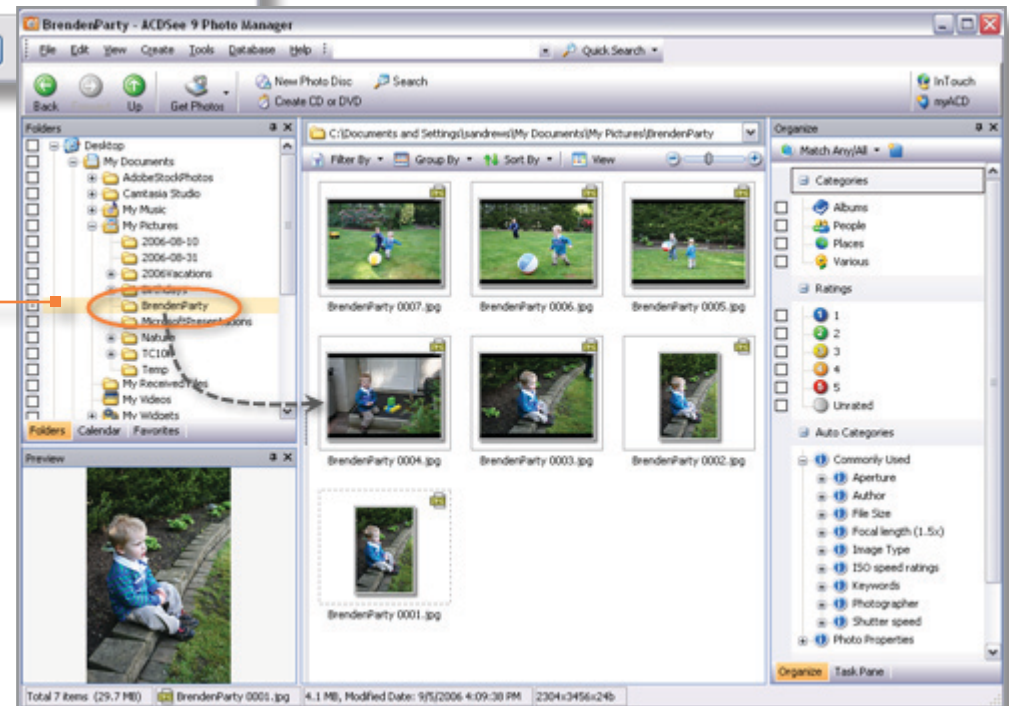 BrendenParty - ACDSee 9 Photo Manager
File Edit View Create Tools Database Help
Quick Search
Back
Up
Get Photos
New Photo Disc
Search
Create CD or DVD
InTouch
myACD
Folders
Desktop
My Documents
AdobeStockPhotos
Camtasia Studio
My Music
My Pictures
2006-08-10
2006-08-31
2006Vacations
Birthdays
BrendenParty
MicrosoftPresentations
Nature
Temp
My Received Files
My Videos
My Widgets
Folders Calendar Favorites
Preview
C:\Documents and Settings\sandrews\My Documents\My Pictures\BrendenParty
Filter By Group By Sort By View
BrendenParty 0007.jpg BrendenParty 0006.jpg BrendenParty 0005.jpg
BrendenParty 0004.jpg BrendenParty 0003.jpg BrendenParty 0002.jpg
BrendenParty 0001.jpg
Organize
Match Any/All
Categories
Albums
People
Places
Various
Ratings
1
2
3
4
5
Unrated
Auto Categories
Commonly Used
Aperture
Author
File Size
Focal length (1.5x)
Image Type
ISO speed ratings
Keywords
Photographer
Shutter speed
Photo Properties
Organize Task Pane
Total 7 items (29.7 MB) BrendenParty 0001.jpg 4.1 MB, Modified Date: 9/5/2006 4:09:38 PM 2304x3456x24b